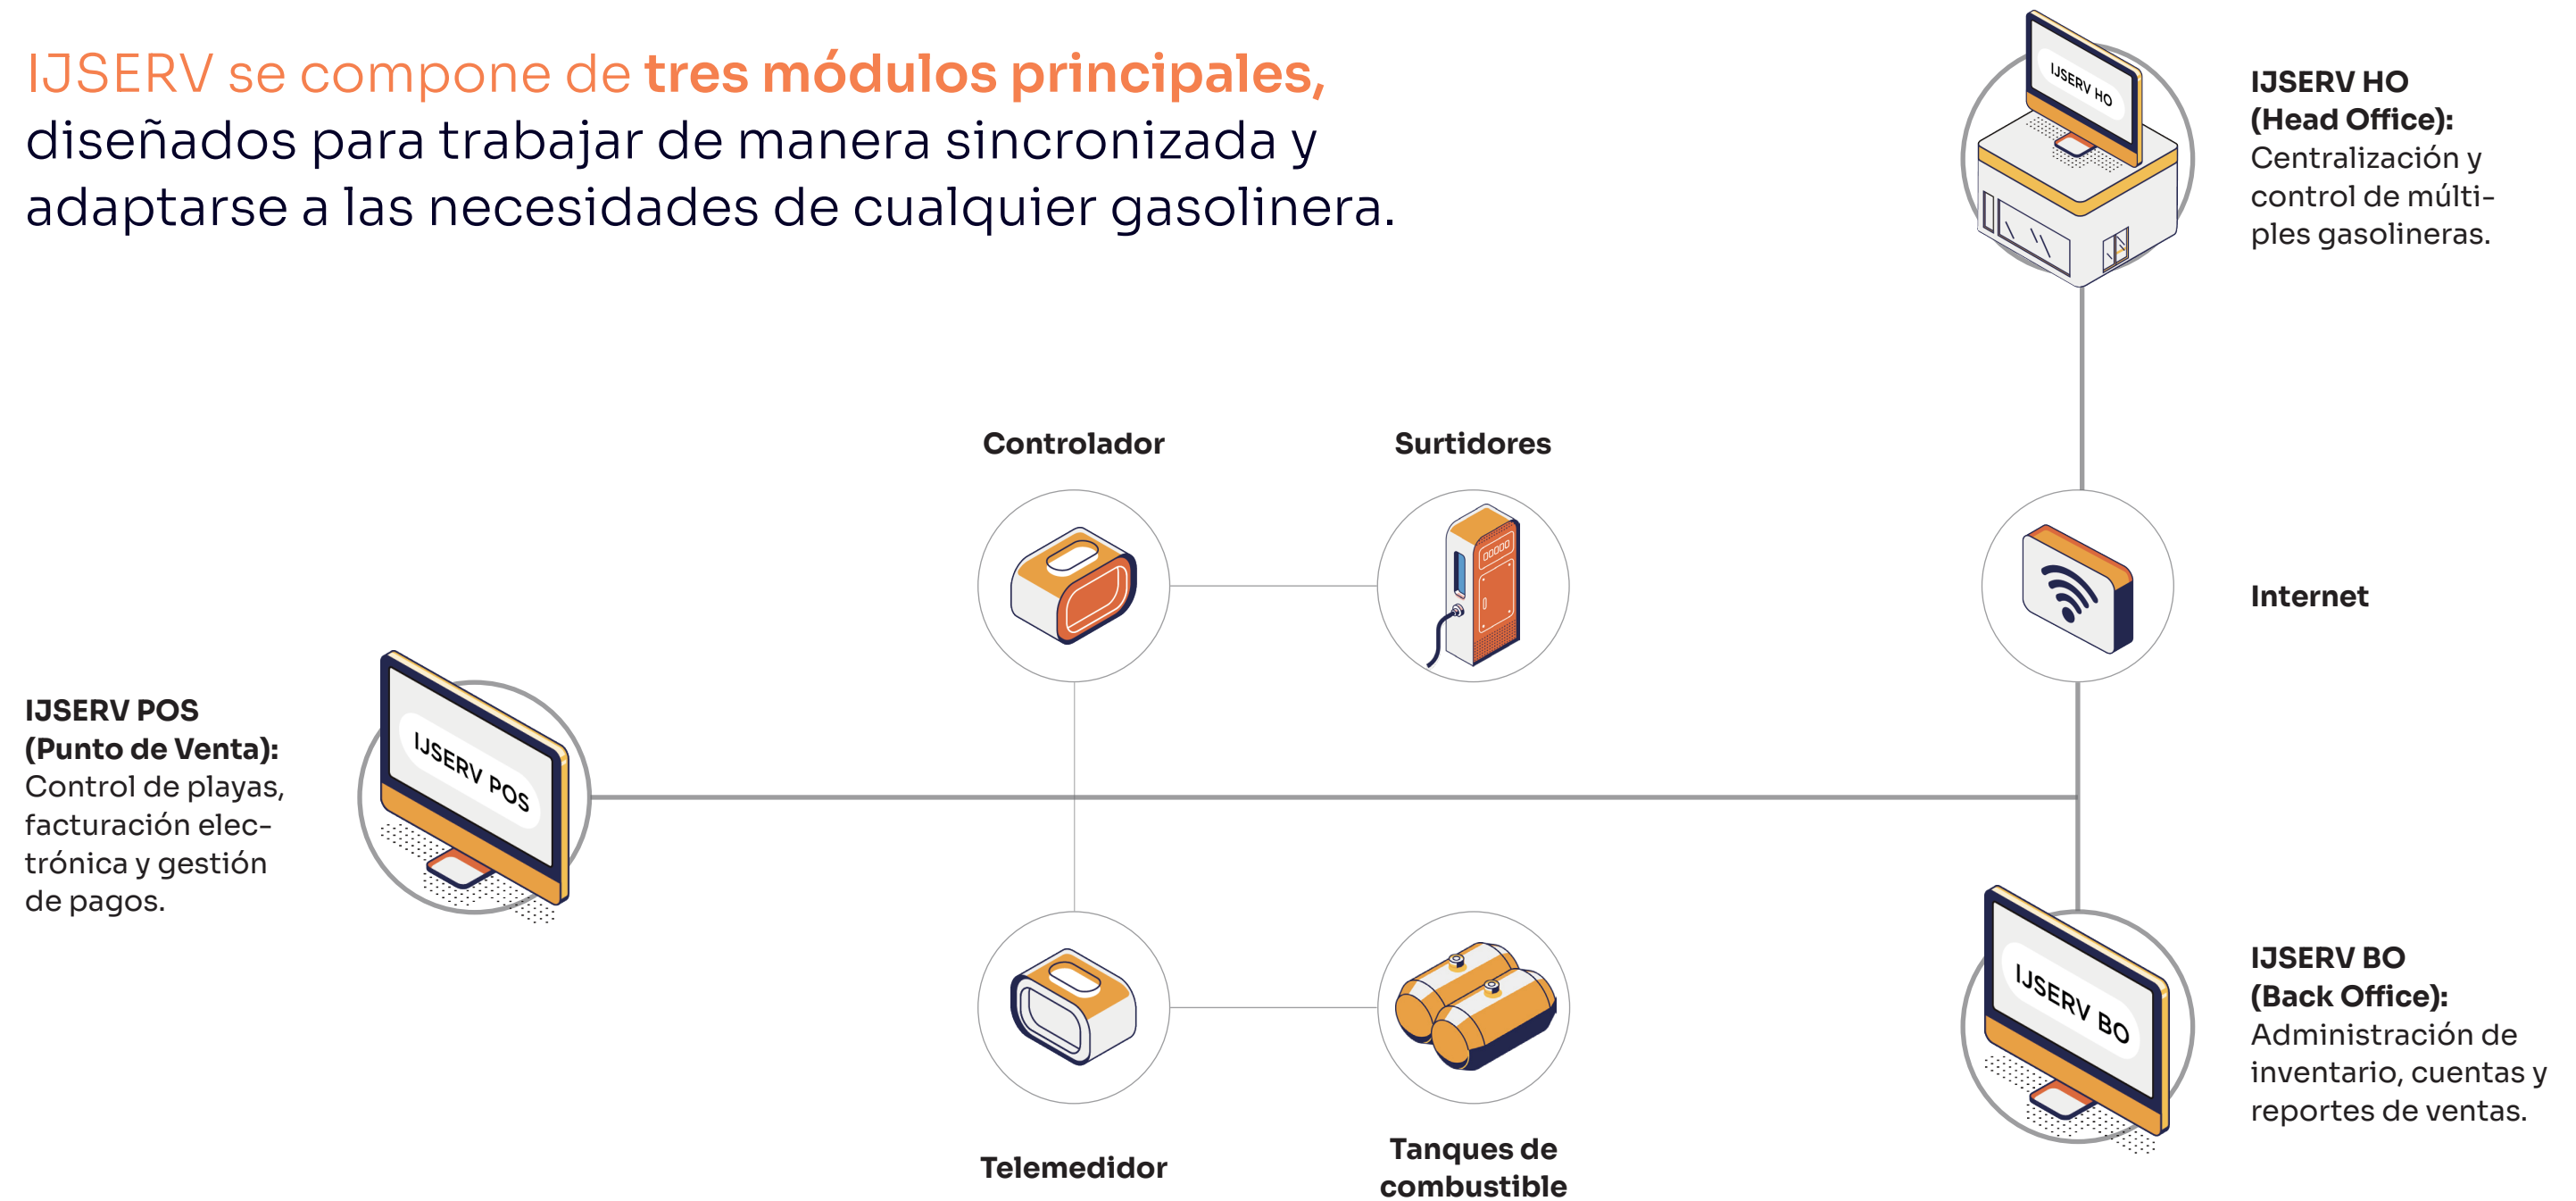 IJSERV se compone de tres módulos principales,
diseñados para trabajar de manera sincronizada y
adaptarse a las necesidades de cualquier gasolinera.
IJSERV HO
IJSERV HO
(Head Office):
Centralización y
control de múlti-
ples gasolineras.
Controlador
Surtidores
00000
Internet
IJSERV POS
(Punto de Venta):
Control de playas,
facturación elec-
trónica y gestión
de pagos.
IJSERV POS
IJSERV BO
IJSERV BO
(Back Office):
Administración de
inventario, cuentas y
reportes de ventas.
Telemedidor
Tanques de
combustible